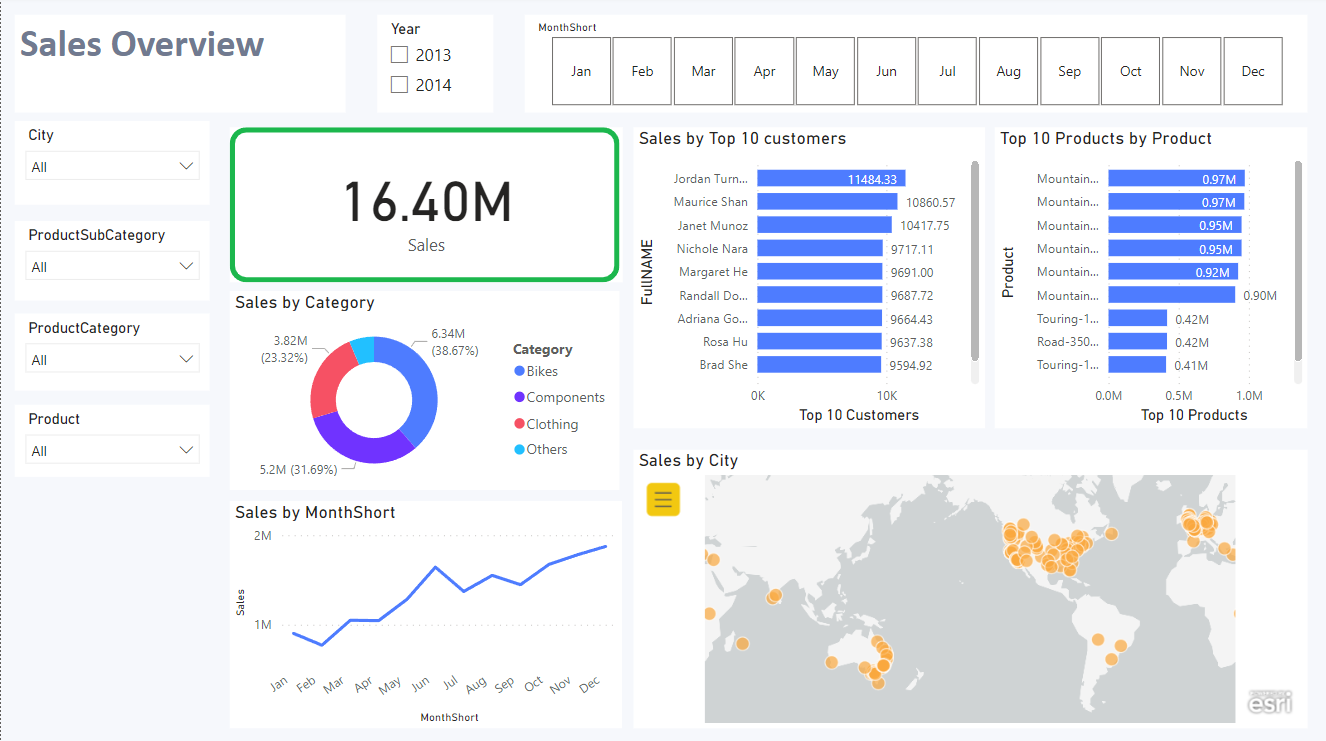 Sales Overview
Year
2013
2014
MonthShort
Jan
Feb
Mar
Apr
May
Jun
Jul
Aug
Sep
Oct
Nov
Dec
City
All
ProductSubCategory
All
ProductCategory
All
Product
All
16.40M
Sales
Sales by Category
3.82M
(23.32%)
6.34M
(38.67%)
5.2M (31.69%)
Category
Bikes
Components
Clothing
Others
Sales by MonthShort
2M
1M
Sales
Jan
Feb
Mar
Apr
May
Jun
Jul
Aug
Sep
Oct
Nov
Dec
MonthShort
Sales by Top 10 customers
FullNAME
Jordan Turn... 11484.33
Maurice Shan 10860.57
Janet Munoz 10417.75
Nichole Nara 9717.11
Margaret He 9691.00
Randall Do... 9687.72
Adriana Go... 9664.43
Rosa Hu 9637.38
Brad She 9594.92
0K 10K
Top 10 Customers
Top 10 Products by Product
Product
Mountain... 0.97M
Mountain... 0.97M
Mountain... 0.95M
Mountain... 0.95M
Mountain... 0.92M
Mountain... 0.90M
Touring-1... 0.42M
Road-350... 0.42M
Touring-1... 0.41M
0.0M 0.5M 1.0M
Top 10 Products
Sales by City
esri